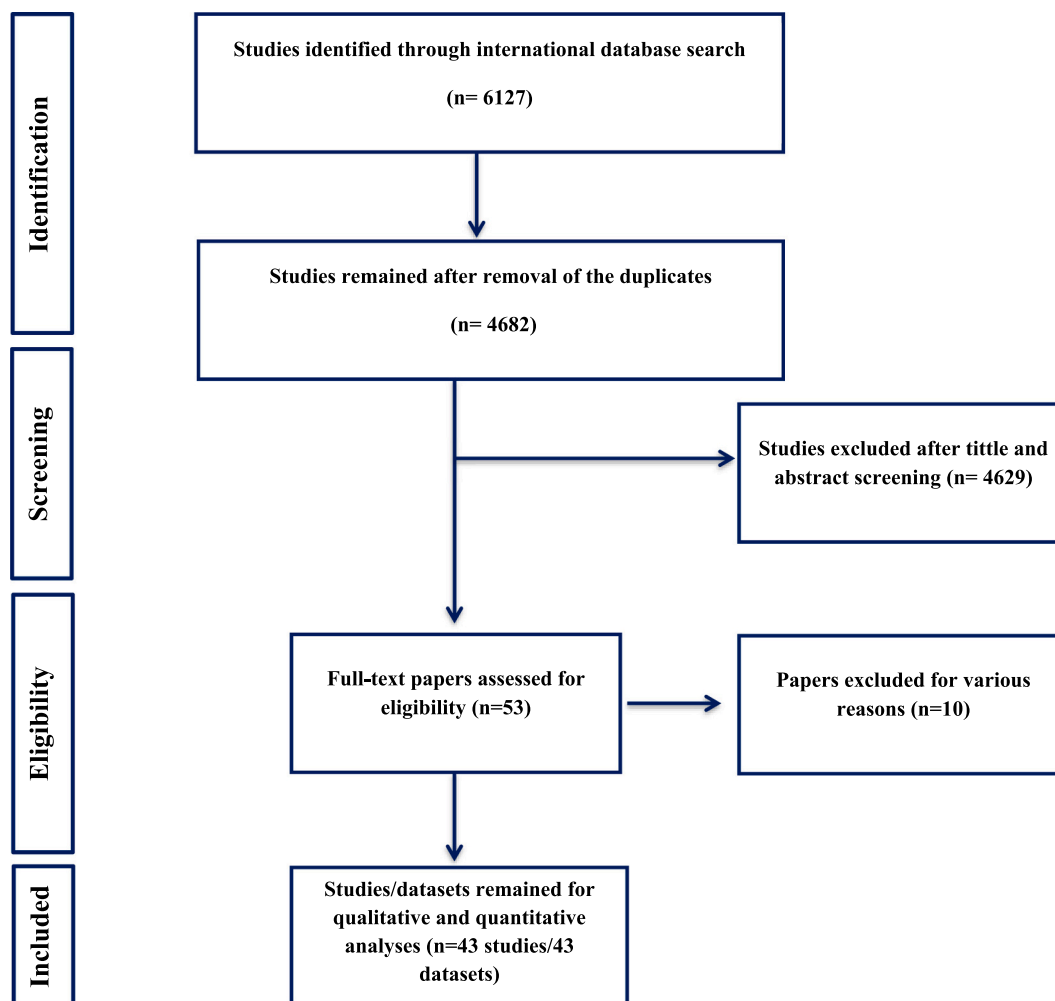 Identification
Studies identified through international database search
(n= 6127)
Studies remained after removal of the duplicates
(n= 4682)
Screening
Studies excluded after tittle and
abstract screening (n= 4629)
Eligibility
Full-text papers assessed for
eligibility (n=53)
Papers excluded for various
reasons (n=10)
Included
Studies/datasets remained for
qualitative and quantitative
analyses (n=43 studies/43
datasets)